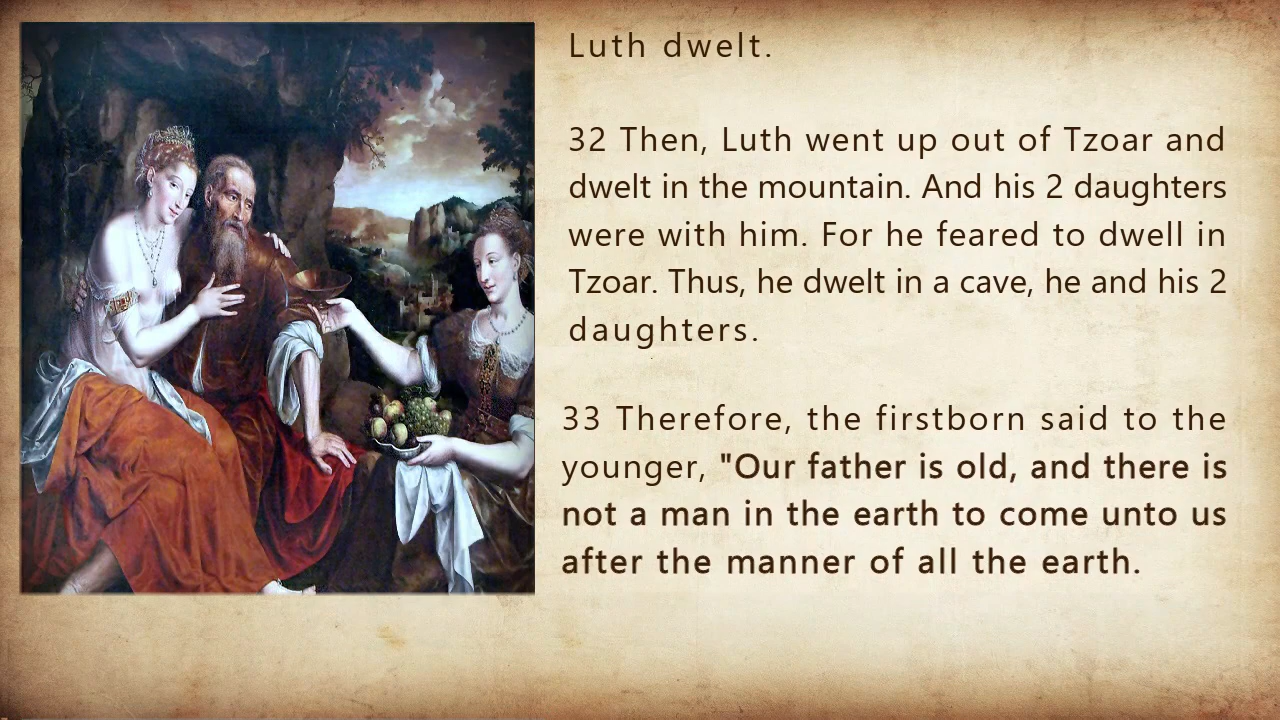 Luth dwelt.
32 Then, Luth went up out of Tzoar and
dwelt in the mountain. And his 2 daughters
were with him. For he feared to dwell in
Tzoar. Thus, he dwelt in a cave, he and his 2
daughters.
33 Therefore, the firstborn said to the
younger, "Our father is old, and there is
not a man in the earth to come unto us
after the manner of all the earth.